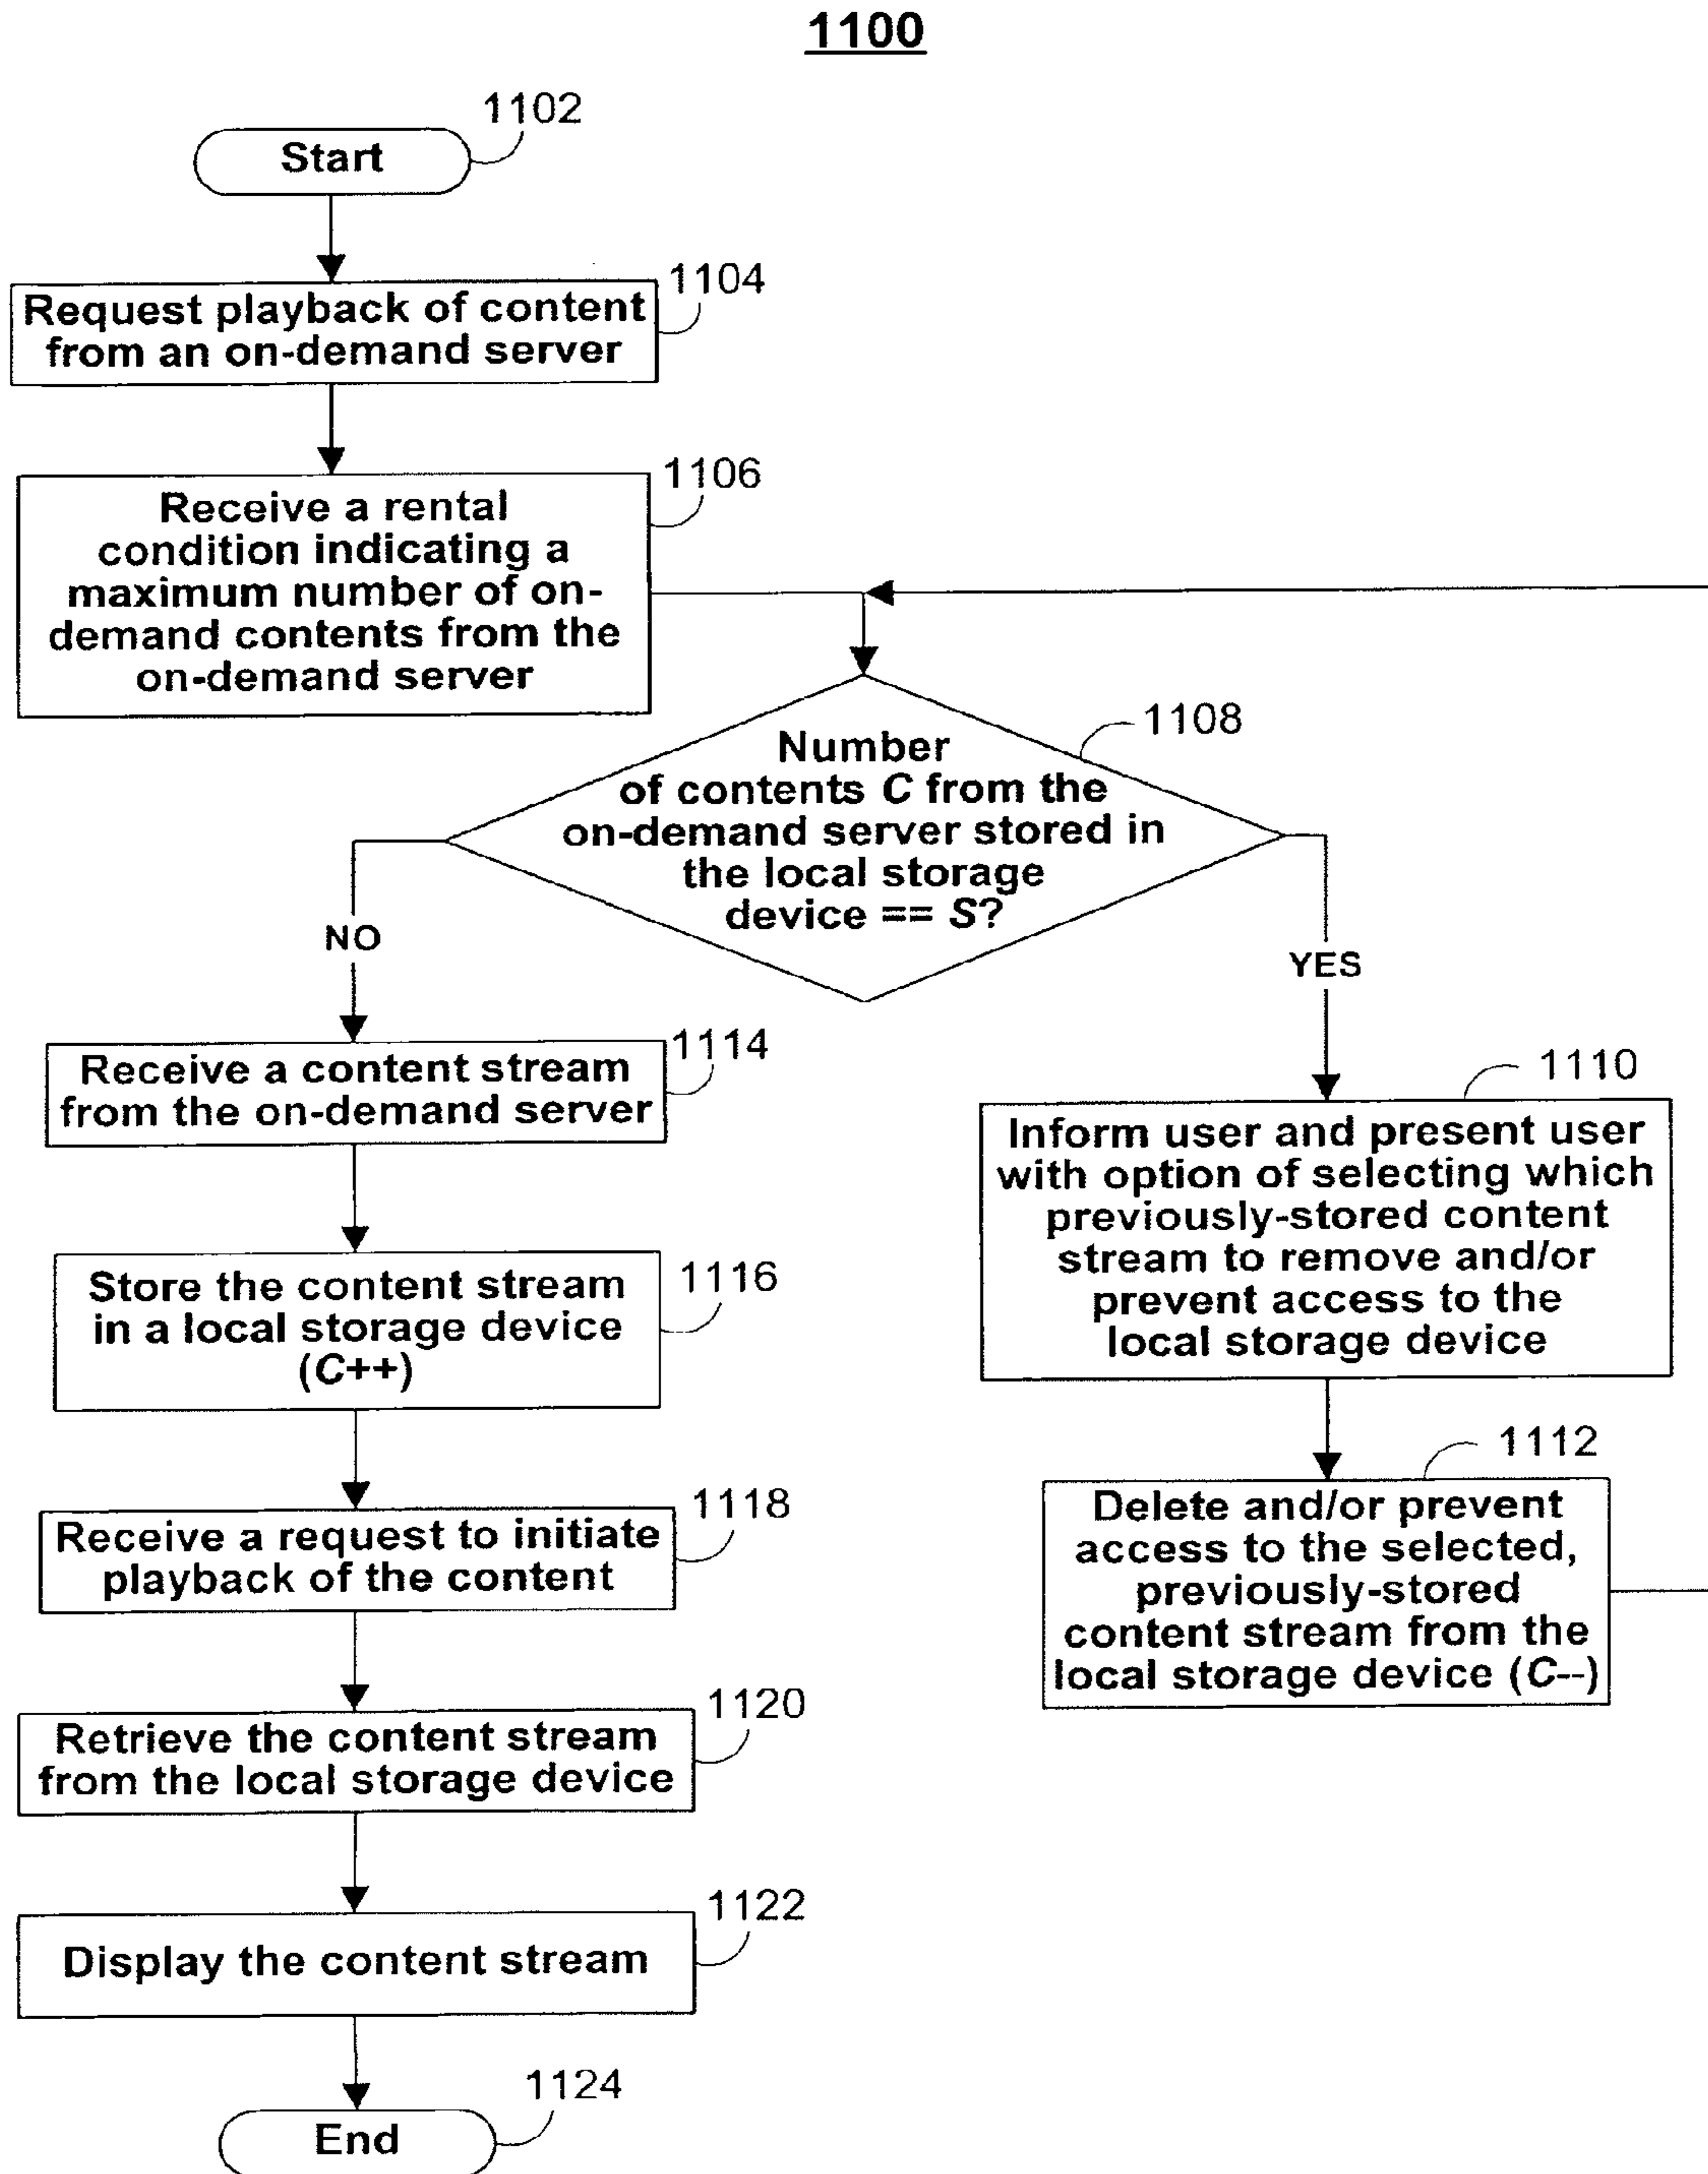 1100
1102
Start
1104
Request playback of content
from an on-demand server
1106
Receive a rental
condition indicating a
maximum number of on-
demand contents from the
on-demand server
1108
Number
of contents C from the
on-demand server stored in
the local storage
device == S?
NO
YES
1114
Receive a content stream
from the on-demand server
1110
Inform user and present user
with option of selecting which
previously-stored content
stream to remove and/or
prevent access to the
local storage device
1116
Store the content stream
in a local storage device
(C++)
1112
Delete and/or prevent
access to the selected,
previously-stored
content stream from the
local storage device (C--)
1118
Receive a request to initiate
playback of the content
1120
Retrieve the content stream
from the local storage device
1122
Display the content stream
1124
End